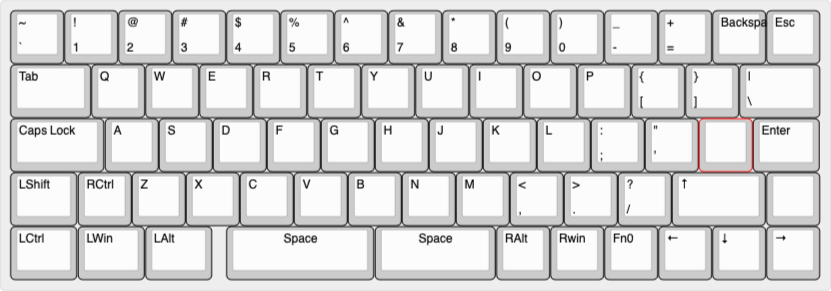 ~ ! @ # $ % ^ & * ( ) _ + Backspa Esc
` 1 2 3 4 5 6 7 8 9 0 - =
Tab Q W E R T Y U I O P { } |
[ ] \
Caps Lock A S D F G H J K L : " Enter
; '
LShift RCtrl Z X C V B N M < > ? ↑
, . /
LCtrl LWin LAlt Space Space RAlt Rwin Fn0 ← ↓ →